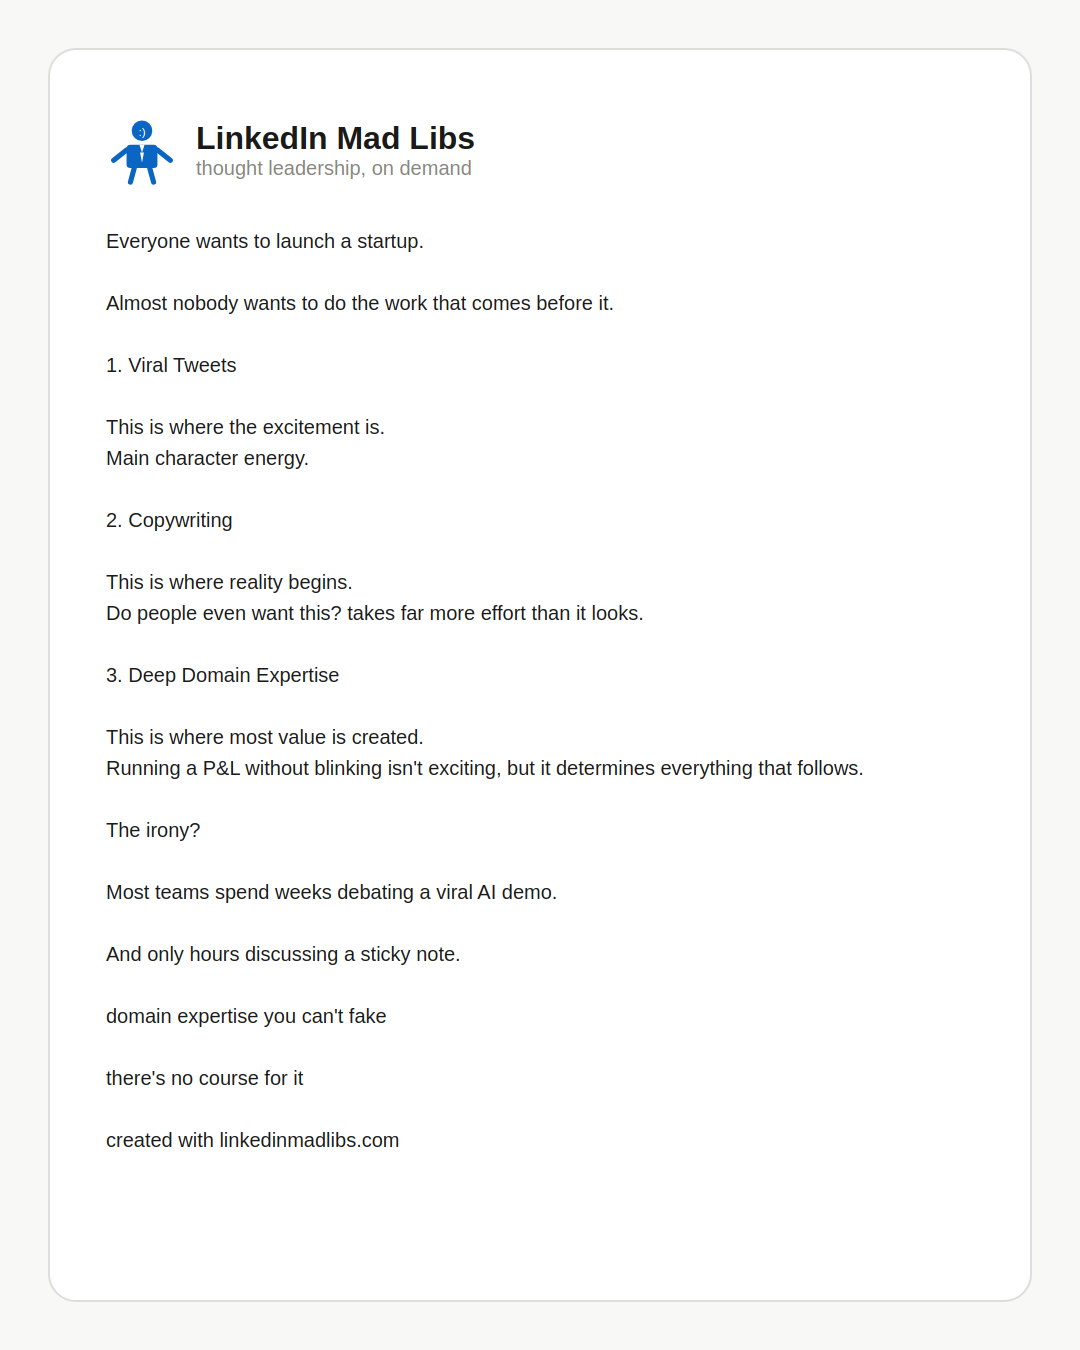 :)
LinkedIn Mad Libs
thought leadership, on demand
Everyone wants to launch a startup.
Almost nobody wants to do the work that comes before it.
1. Viral Tweets
This is where the excitement is.
Main character energy.
2. Copywriting
This is where reality begins.
Do people even want this? takes far more effort than it looks.
3. Deep Domain Expertise
This is where most value is created.
Running a P&L without blinking isn't exciting, but it determines everything that follows.
The irony?
Most teams spend weeks debating a viral AI demo.
And only hours discussing a sticky note.
domain expertise you can't fake
there's no course for it
created with linkedinmadlibs.com